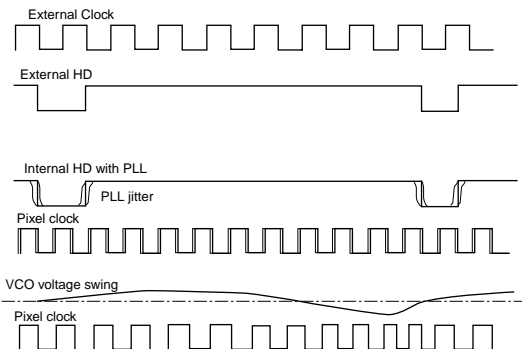 External Clock
External HD
Internal HD with PLL
PLL jitter
Pixel clock
VCO voltage swing
Pixel clock